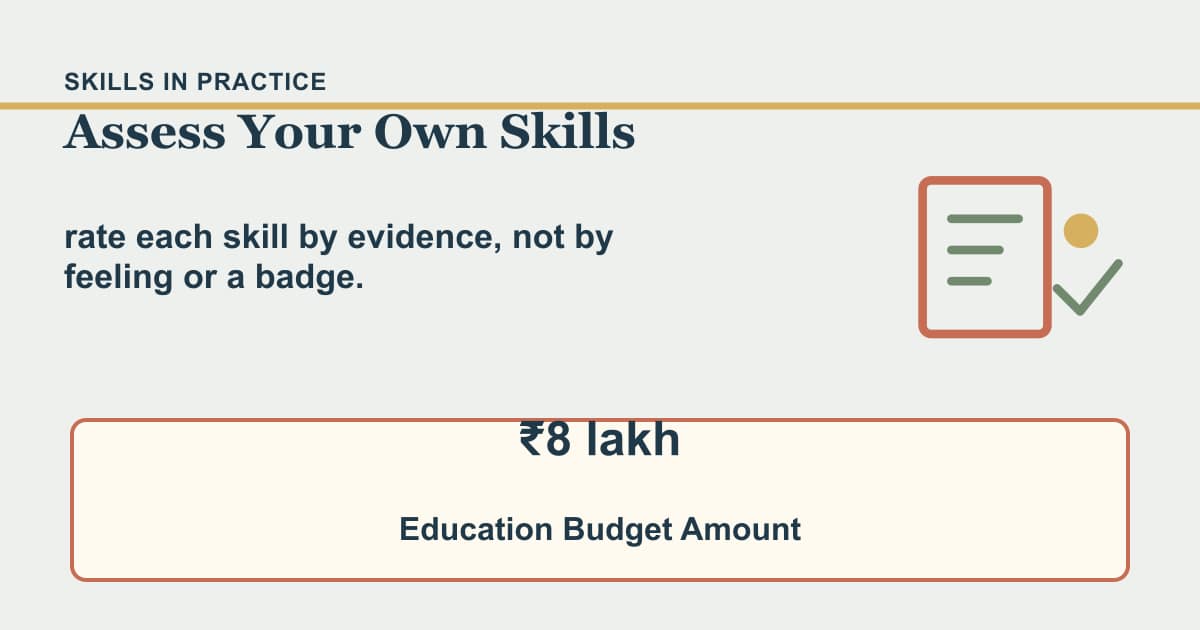 SKILLS IN PRACTICE
Assess Your Own Skills
rate each skill by evidence, not by
feeling or a badge.
₹8 lakh
Education Budget Amount